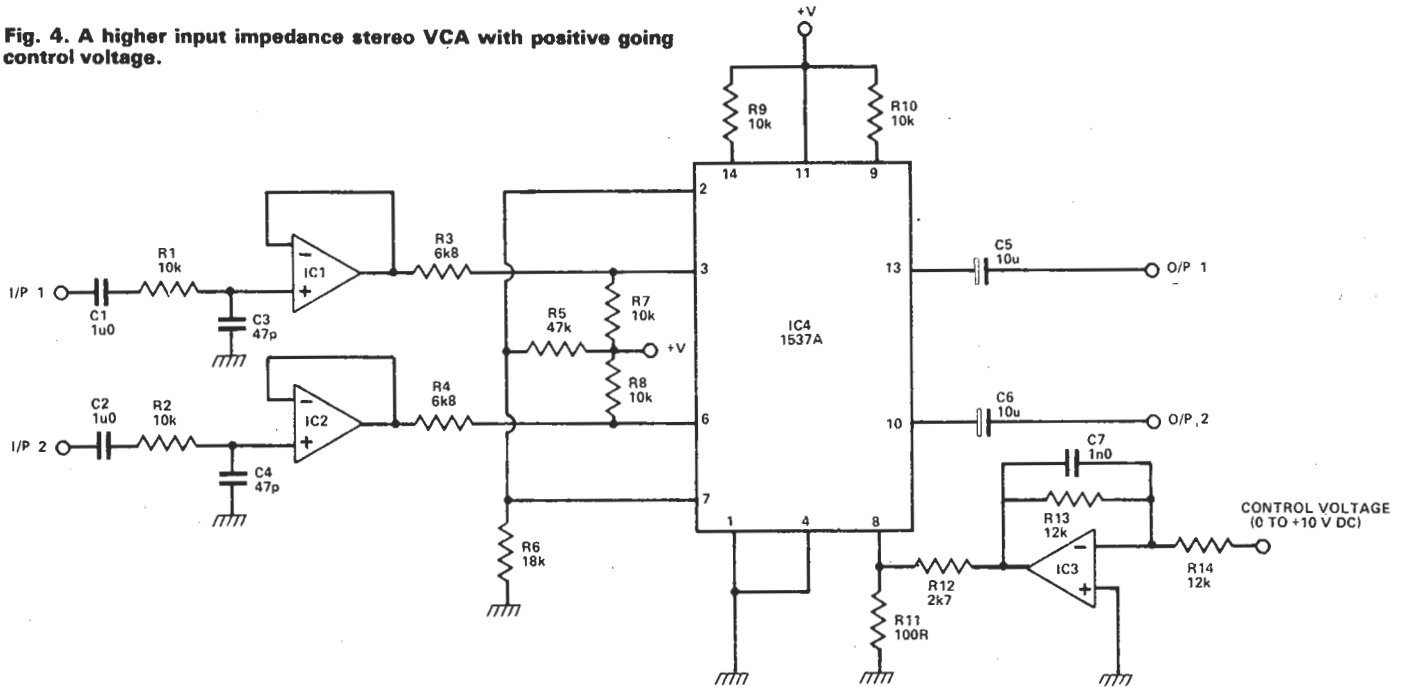 Fig. 4. A higher input impedance stereo VCA with positive going
control voltage.
+V
R9
10k
R10
10k
14
11
9
2
R3
6k8
R1
10k
IC1
−
+
I/P 1
C1
1u0
C3
47p
3
13
C5
10u
O/P 1
R7
10k
R5
47k
+V
IC4
1537A
R8
10k
R4
6k8
C2
1u0
R2
10k
IC2
−
+
I/P 2
C4
47p
6
10
C6
10u
O/P 2
C7
1n0
7
1
4
8
R13
12k
CONTROL VOLTAGE
(0 TO +10 V DC)
IC3
−
+
R14
12k
R6
18k
R12
2k7
R11
100R